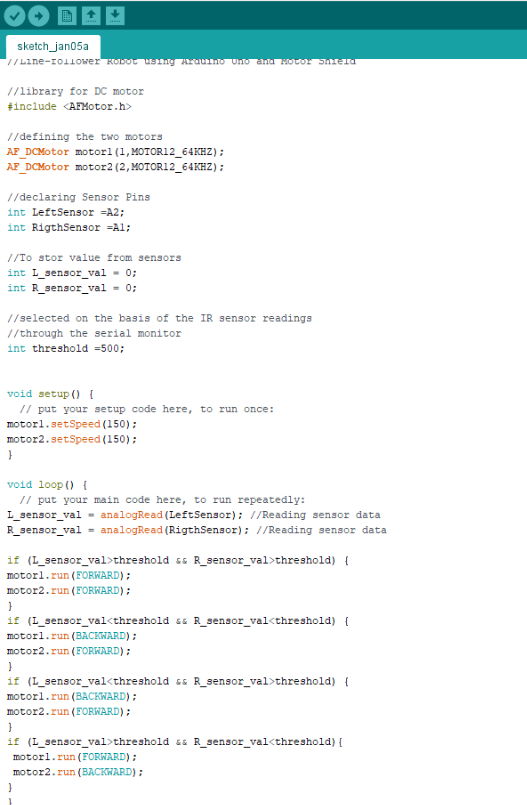 sketch_jan05a
//Line-follower Robot using Arduino Uno and Motor Shield
//library for DC motor
#include <AFMotor.h>
//defining the two motors
AF_DCMotor motor1(1,MOTOR12_64KHZ);
AF_DCMotor motor2(2,MOTOR12_64KHZ);
//declaring Sensor Pins
int LeftSensor =A2;
int RigthSensor =A1;
//To stor value from sensors
int L_sensor_val = 0;
int R_sensor_val = 0;
//selected on the basis of the IR sensor readings
//through the serial monitor
int threshold =500;
void setup() {
// put your setup code here, to run once:
motor1.setSpeed(150);
motor2.setSpeed(150);
}
void loop() {
// put your main code here, to run repeatedly:
L_sensor_val = analogRead(LeftSensor); //Reading sensor data
R_sensor_val = analogRead(RigthSensor); //Reading sensor data
if (L_sensor_val>threshold && R_sensor_val>threshold) {
motor1.run(FORWARD);
motor2.run(FORWARD);
}
if (L_sensor_val<threshold && R_sensor_val<threshold) {
motor1.run(BACKWARD);
motor2.run(FORWARD);
}
if (L_sensor_val<threshold && R_sensor_val>threshold) {
motor1.run(BACKWARD);
motor2.run(FORWARD);
}
if (L_sensor_val>threshold && R_sensor_val<threshold){
motor1.run(FORWARD);
motor2.run(BACKWARD);
}
}